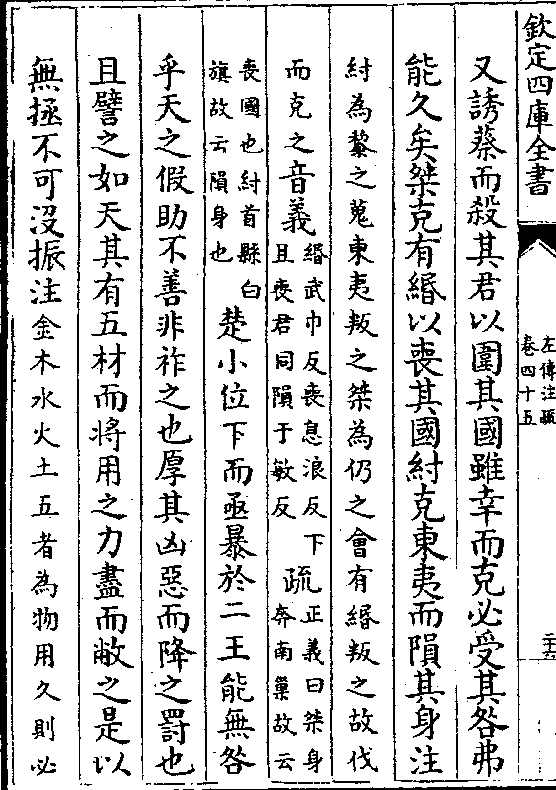 欽定四庫全書
左傳注疏
卷四十五
二十六
又誘蔡而殺其君以圍其國雖幸而克必受其咎弗
能久矣桀克有緡以喪其國紂克東夷而隕其身注
紂為黎之蒐東夷叛之桀為仍之會有緡叛之故伐
而克之音義
緡武巾反喪息浪反下
且喪君同隕于敏反
疏
正義曰桀身
奔南巢故云
喪國也紂首縣白
旗故云隕身也
楚小位下而亟暴於二王能無咎
乎天之假助不善非祚之也厚其凶惡而降之罰也
且譬之如天其有五材而將用之力盡而敝之是以
無拯不可沒振注金木水火土五者為物用久則必